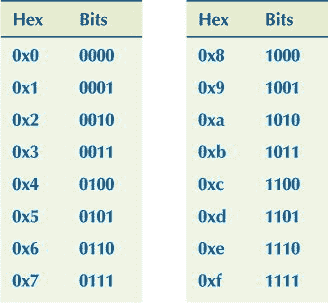 Hex Bits
0x0 0000
0x1 0001
0x2 0010
0x3 0011
0x4 0100
0x5 0101
0x6 0110
0x7 0111
Hex Bits
0x8 1000
0x9 1001
0xa 1010
0xb 1011
0xc 1100
0xd 1101
0xe 1110
0xf 1111